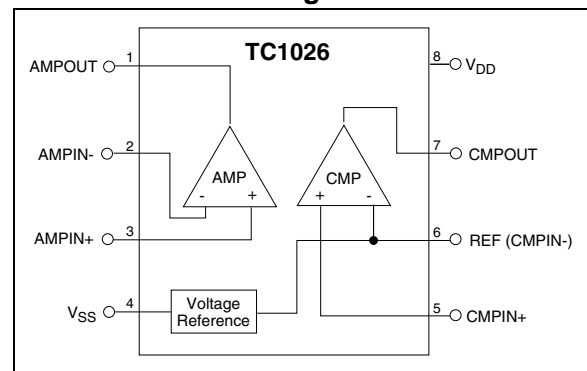 TC1026
AMPOUT 1
8 VDD
AMPIN- 2
7 CMPOUT
AMP
- +
CMP
+ -
AMPIN+ 3
6 REF (CMPIN-)
VSS 4
Voltage
Reference
5 CMPIN+